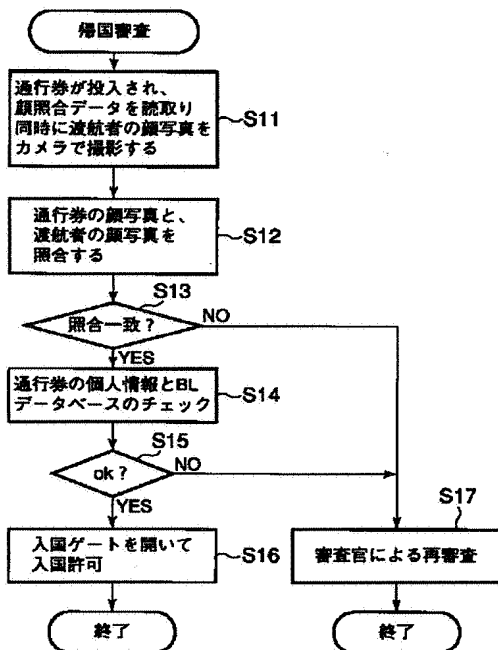 帰国審査
通行券が投入され、
顔照合データを読取り
同時に渡航者の顔写真を
カメラで撮影する
S11
通行券の顔写真と、
渡航者の顔写真を
照合する
S12
S13
照合一致？
NO
YES
通行券の個人情報とBL
データベースのチェック
S14
S15
ok？
NO
YES
入国ゲートを開いて
入国許可
S16
S17
審査官による再審査
終了
終了